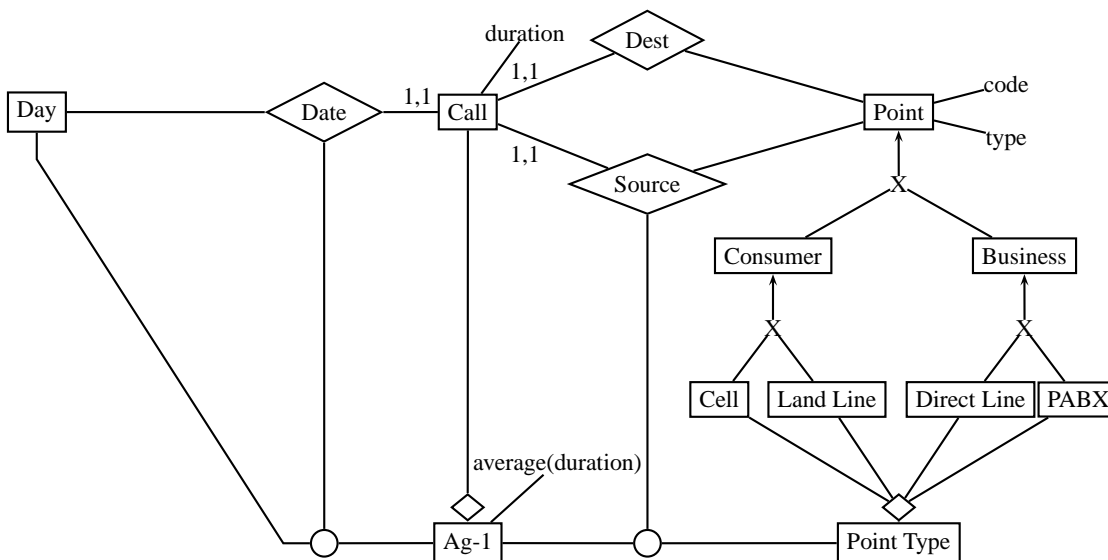 duration
Dest
1,1
code
Day
Date
1,1
Call
Point
type
1,1
Source
X
Consumer
Business
X
X
Cell
Land Line
Direct Line
PABX
average(duration)
Ag-1
Point Type